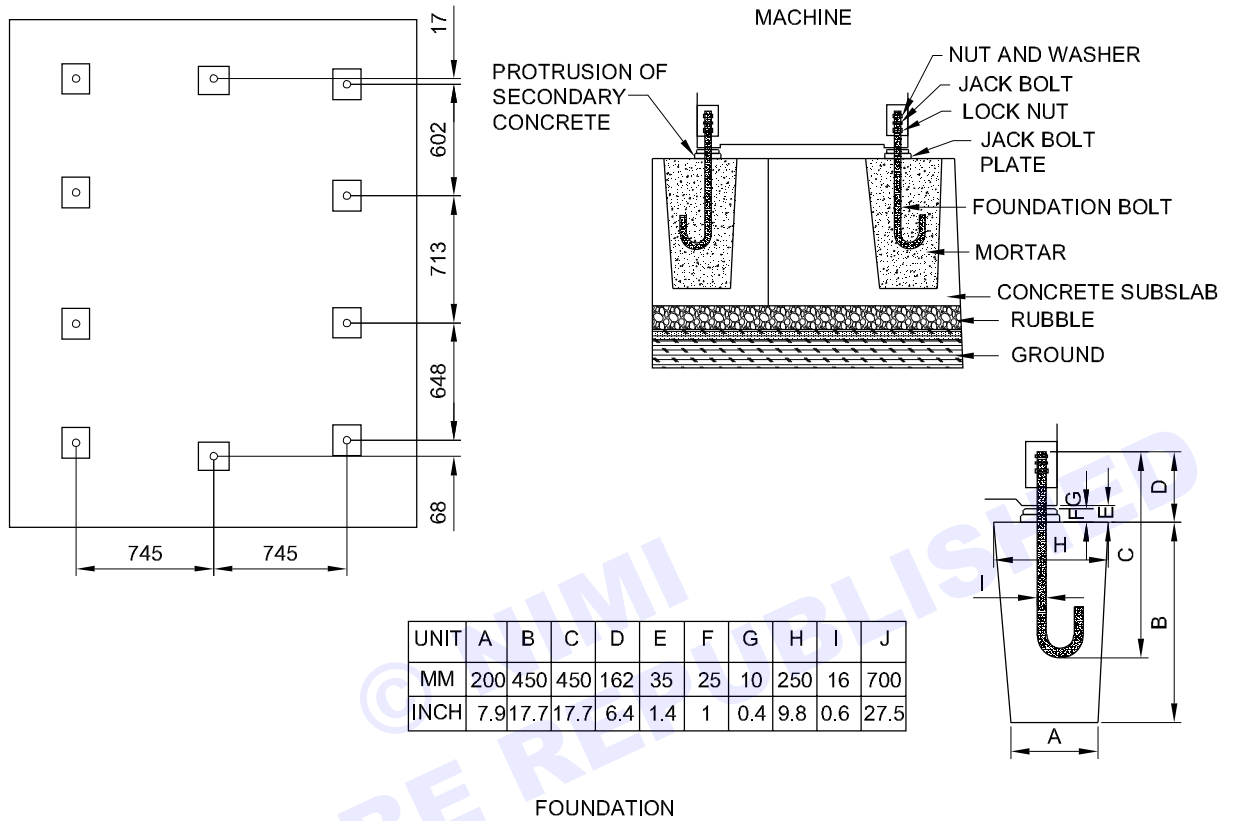 MACHINE
17
602
713
648
68
745
745
PROTRUSION OF
SECONDARY
CONCRETE
NUT AND WASHER
JACK BOLT
LOCK NUT
JACK BOLT
PLATE
FOUNDATION BOLT
MORTAR
CONCRETE SUBSLAB
RUBBLE
GROUND
G
F
E
D
H
C
I
B
A
UNIT A B C D E F G H I J
MM 200 450 450 162 35 25 10 250 16 700
INCH 7.9 17.7 17.7 6.4 1.4 1 0.4 9.8 0.6 27.5
© NIMI
BE REPUBLISHED
FOUNDATION